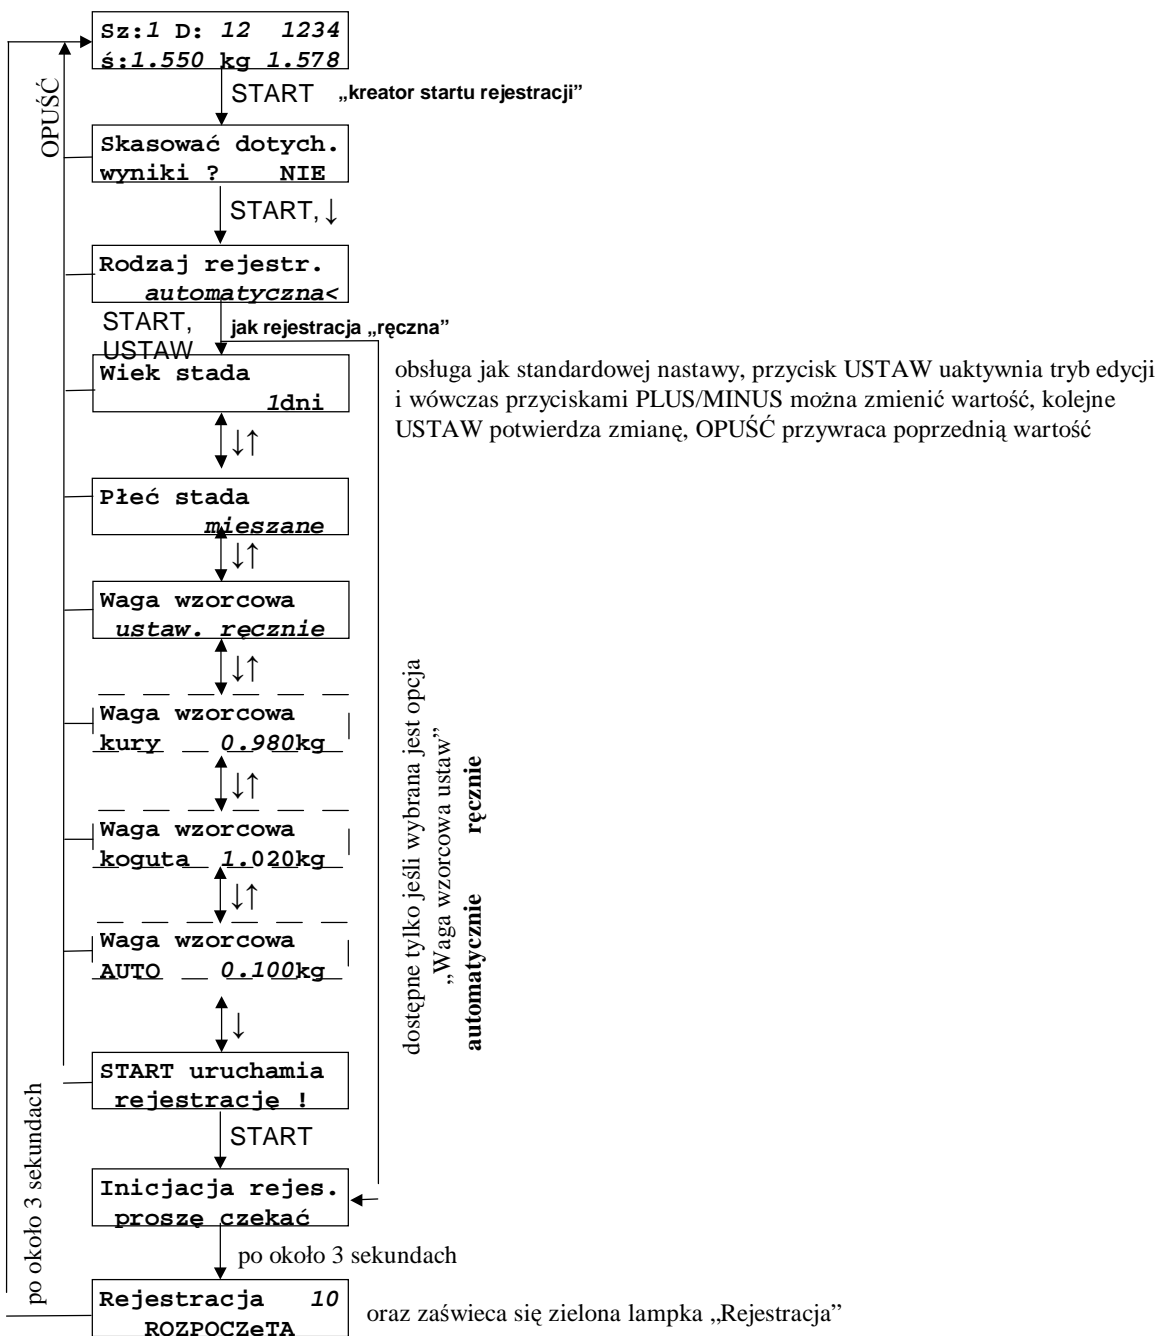 Sz:1 D: 12 1234
ś:1.550 kg 1.578
START „kreator startu rejestracji”
OPUŚĆ
Skasować dotych.
wyniki ? NIE
START, ↓
Rodzaj rejestr.
automatyczna<
START,
USTAW
jak rejestracja „ręczna”
Wiek stada
1dni
obsługa jak standardowej nastawy, przycisk USTAW uaktywnia tryb edycji
i wówczas przyciskami PLUS/MINUS można zmienić wartość, kolejne
USTAW potwierdza zmianę, OPUŚĆ przywraca poprzednią wartość
↓↑
Płeć stada
mieszane
↓↑
Waga wzorcowa
ustaw. ręcznie
↓↑
Waga wzorcowa
kury 0.980kg
↓↑
Waga wzorcowa
koguta 1.020kg
↓↑
Waga wzorcowa
AUTO 0.100kg
↓
dostępne tylko jeśli wybrana jest opcja
„Waga wzorcowa ustaw”
automatycznie ręcznie
START uruchamia
rejestrację !
START
Inicjacja rejes.
proszę czekać
po około 3 sekundach
po około 3 sekundach
Rejestracja 10
ROZPOCZeTA
oraz zaświeca się zielona lampka „Rejestracja”